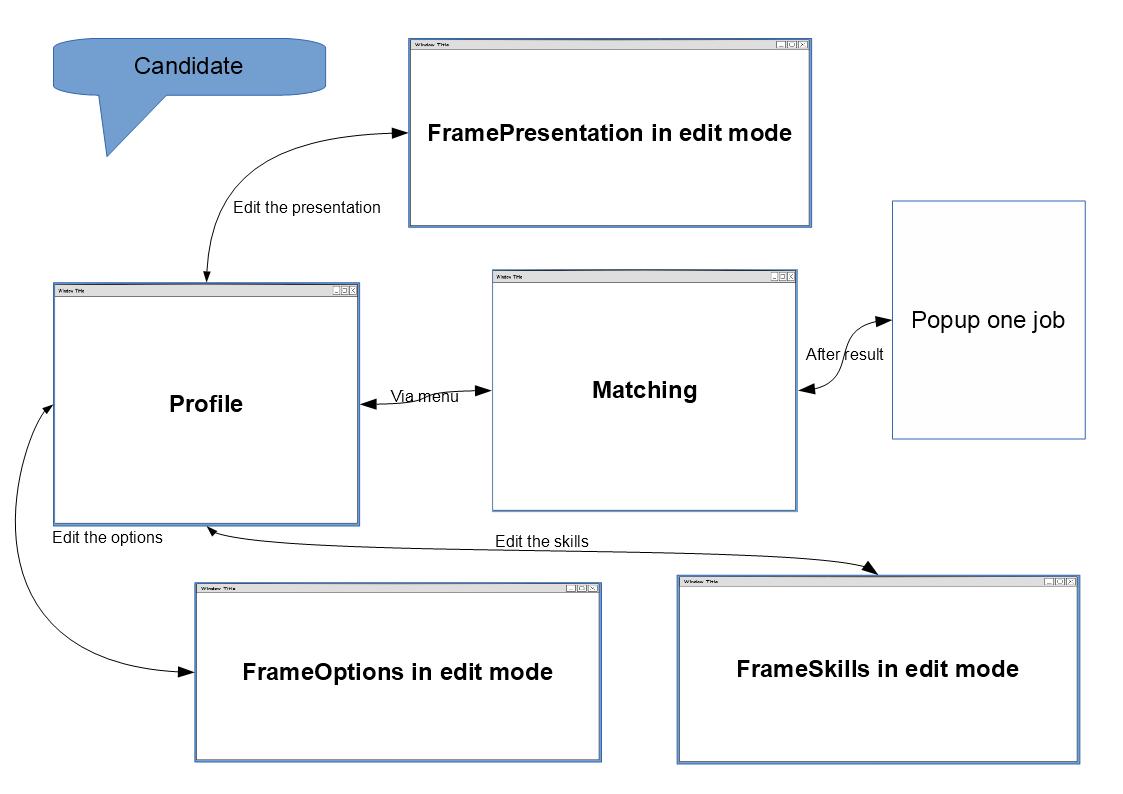 Candidate
Window Title
FramePresentation in edit mode
Edit the presentation
Window Title
Profile
Window Title
Matching
Via menu
After result
Popup one job
Edit the options
Edit the skills
Window Title
FrameOptions in edit mode
Window Title
FrameSkills in edit mode